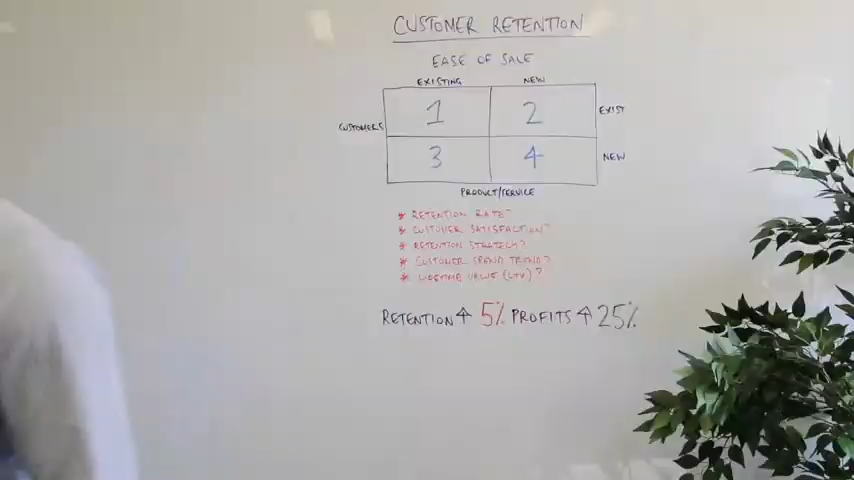 CUSTOMER RETENTION
EASE OF SALE
EXISTING NEW
1 2 EXIST
CUSTOMERS
3 4 NEW
PRODUCT/SERVICE
* RETENTION RATE?
* CUSTOMER SATISFACTION?
* RETENTION STRATEGY?
* CUSTOMER SPEND TREND?
* LIFETIME VALUE (LTV)?
RETENTION ↑ 5% PROFITS ↑ 25%